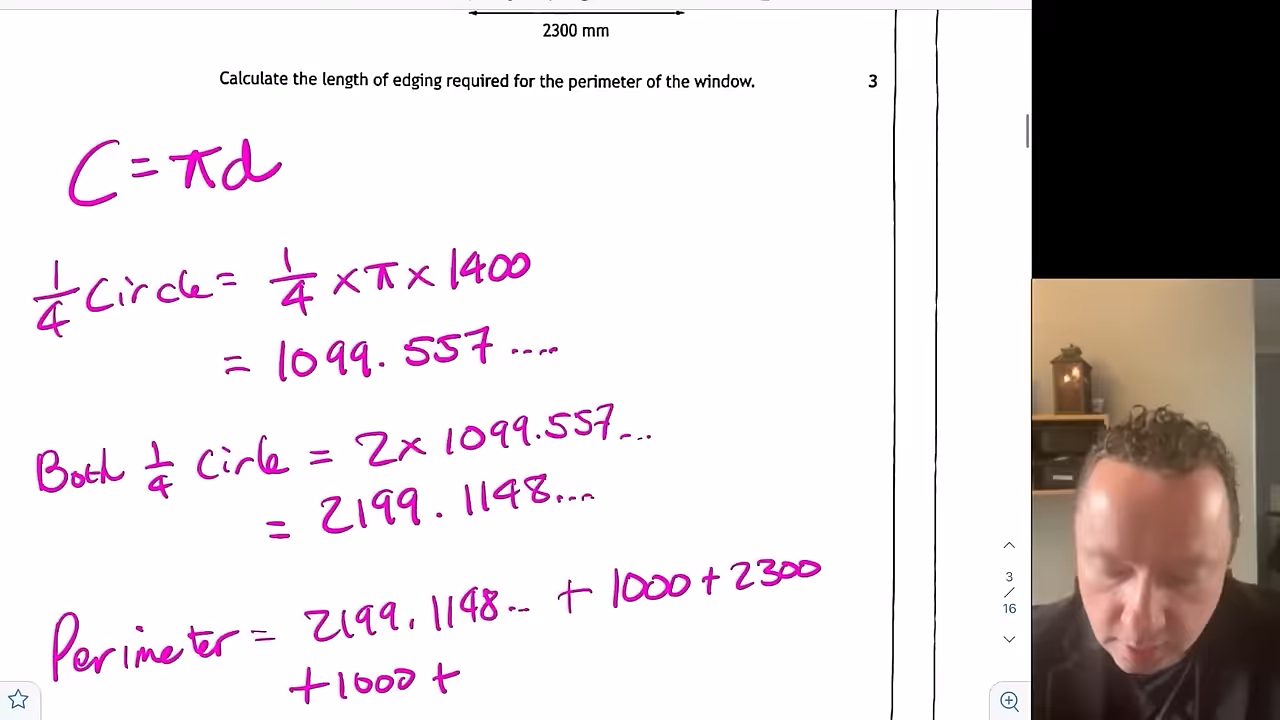 2300 mm
Calculate the length of edging required for the perimeter of the window. 3
C = πd
1/4 Circle = 1/4 × π × 1400
= 1099.557....
Both 1/4 Circle = 2 × 1099.557...
= 2199.1148...
Perimeter = 2199.1148.. + 1000 + 2300
+ 1000 +
3
/
16